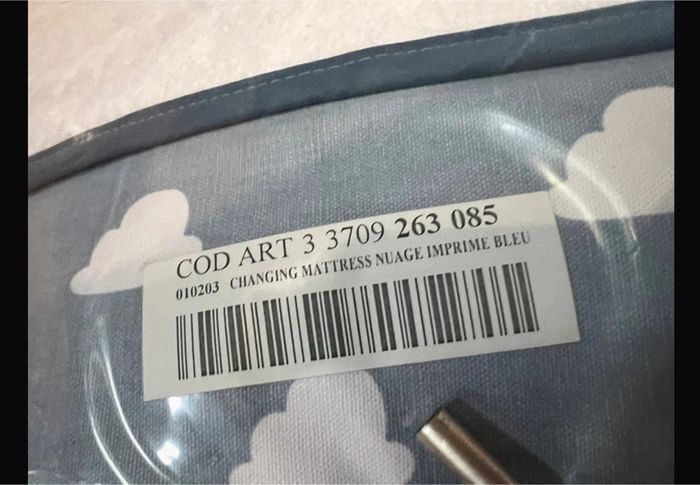 COD ART 3 3709 263 085
010203 CHANGING MATTRESS NUAGE IMPRIME BLEU